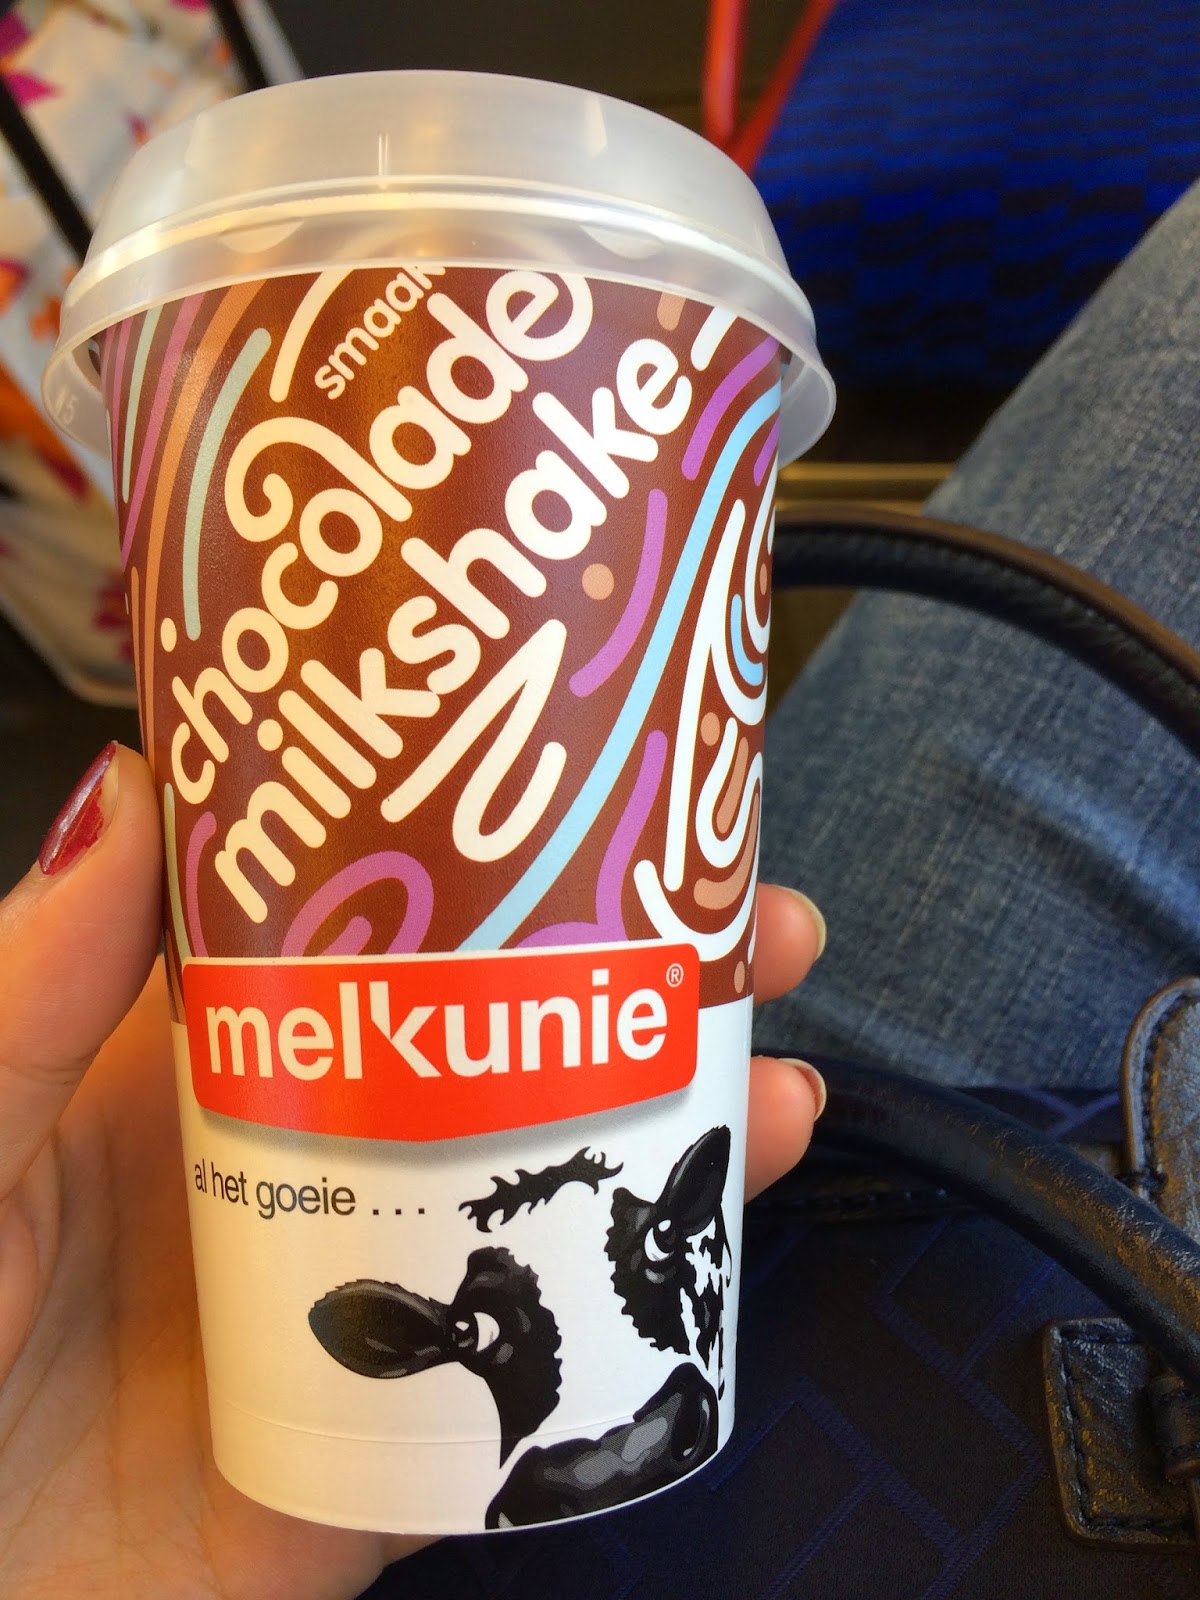 smaak
chocolade
milkshake
melkunie®
al het goeie ...